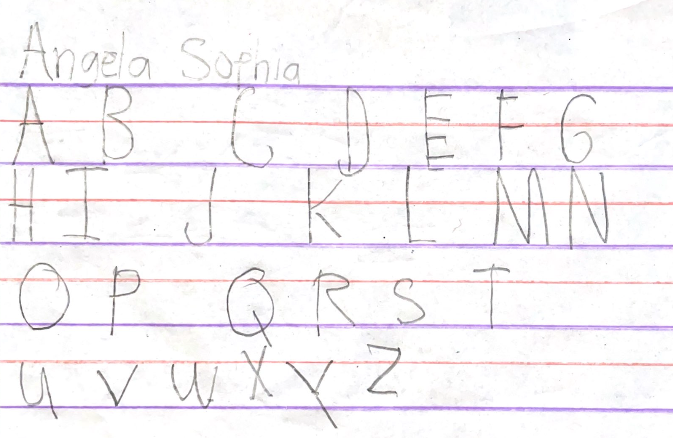 Angela Sophia
A B C D E F G
H I J K L M N
O P Q R S T
u v w X Y Z